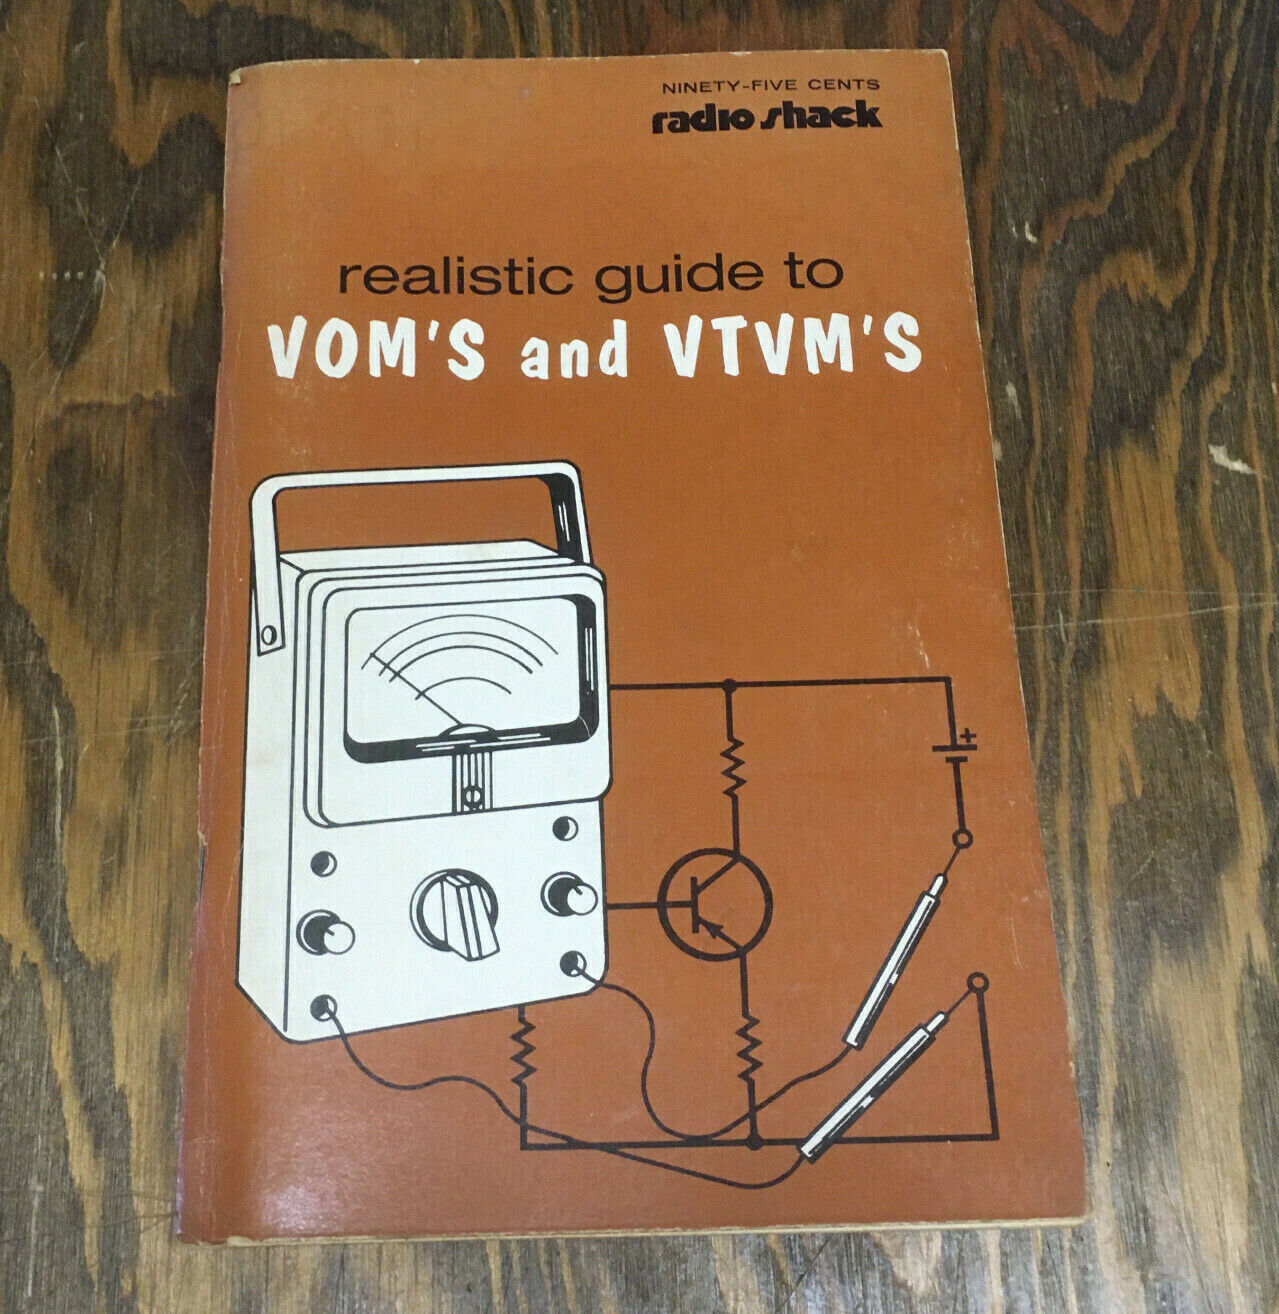 NINETY-FIVE CENTS
radio shack
realistic guide to
VOM'S and VTVM'S
+